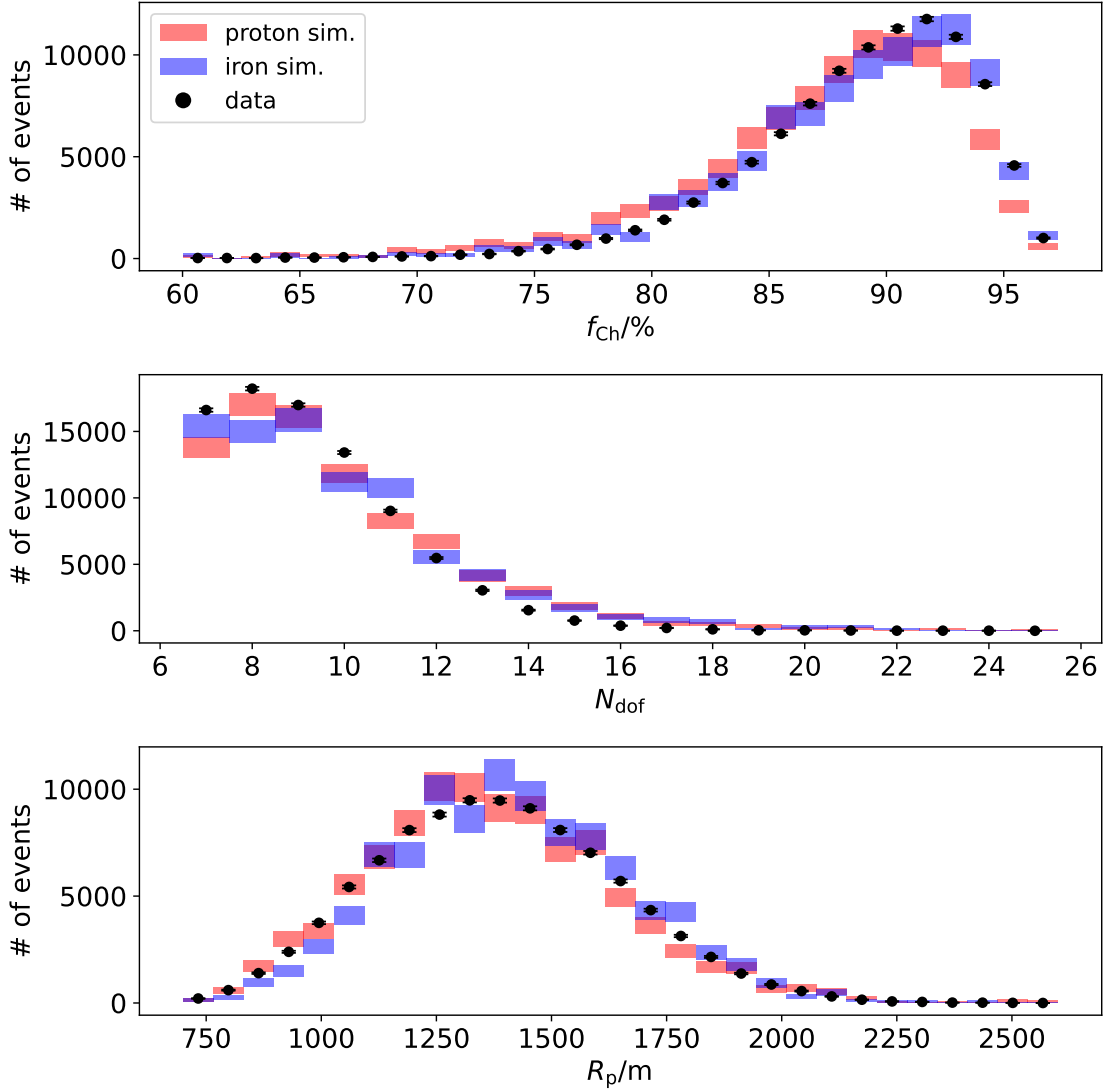 # of events
10000
5000
0
proton sim.
iron sim.
data
60 65 70 75 80 85 90 95
f_Ch/%
# of events
15000
10000
5000
0
6 8 10 12 14 16 18 20 22 24 26
N_dof
# of events
10000
5000
0
750 1000 1250 1500 1750 2000 2250 2500
R_p/m